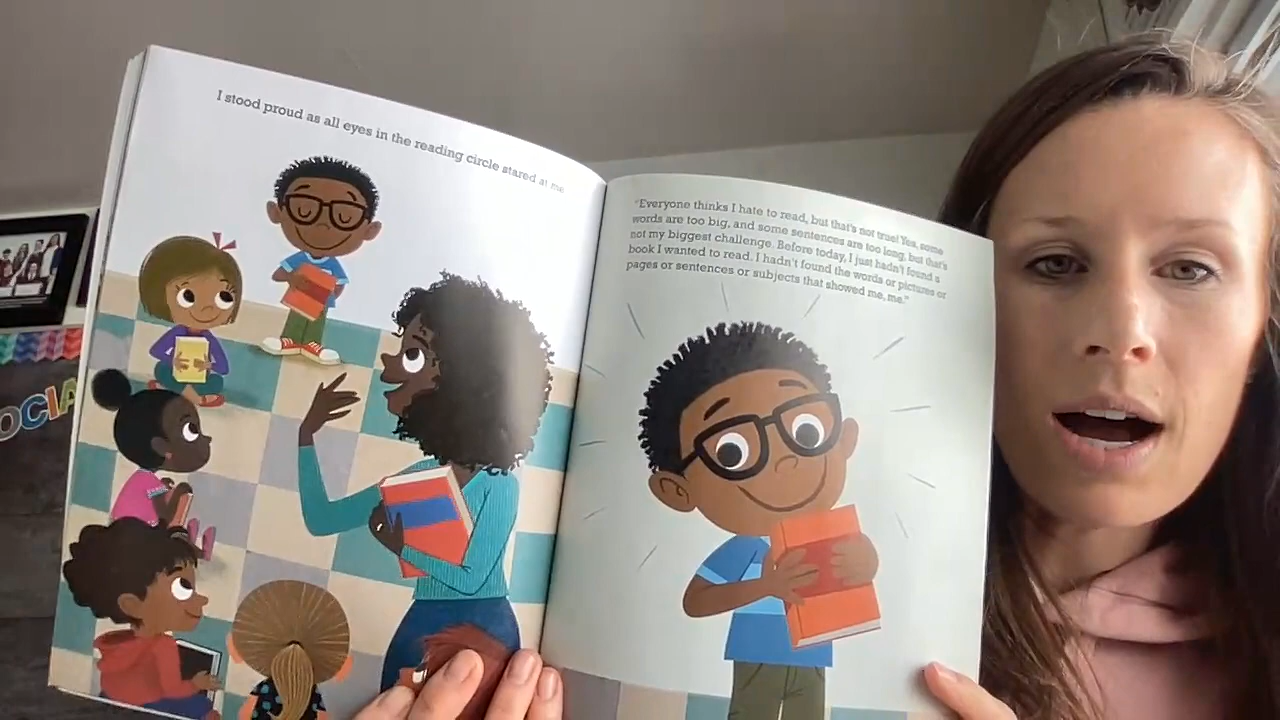 I stood proud as all eyes in the reading circle stared at me
"Everyone thinks I hate to read, but that's not true! Yes, some
words are too big, and some sentences are too long, but that's
not my biggest challenge. Before today, I just hadn't found a
book I wanted to read. I hadn't found the words or pictures or
pages or sentences or subjects that showed me, me."
OCIA